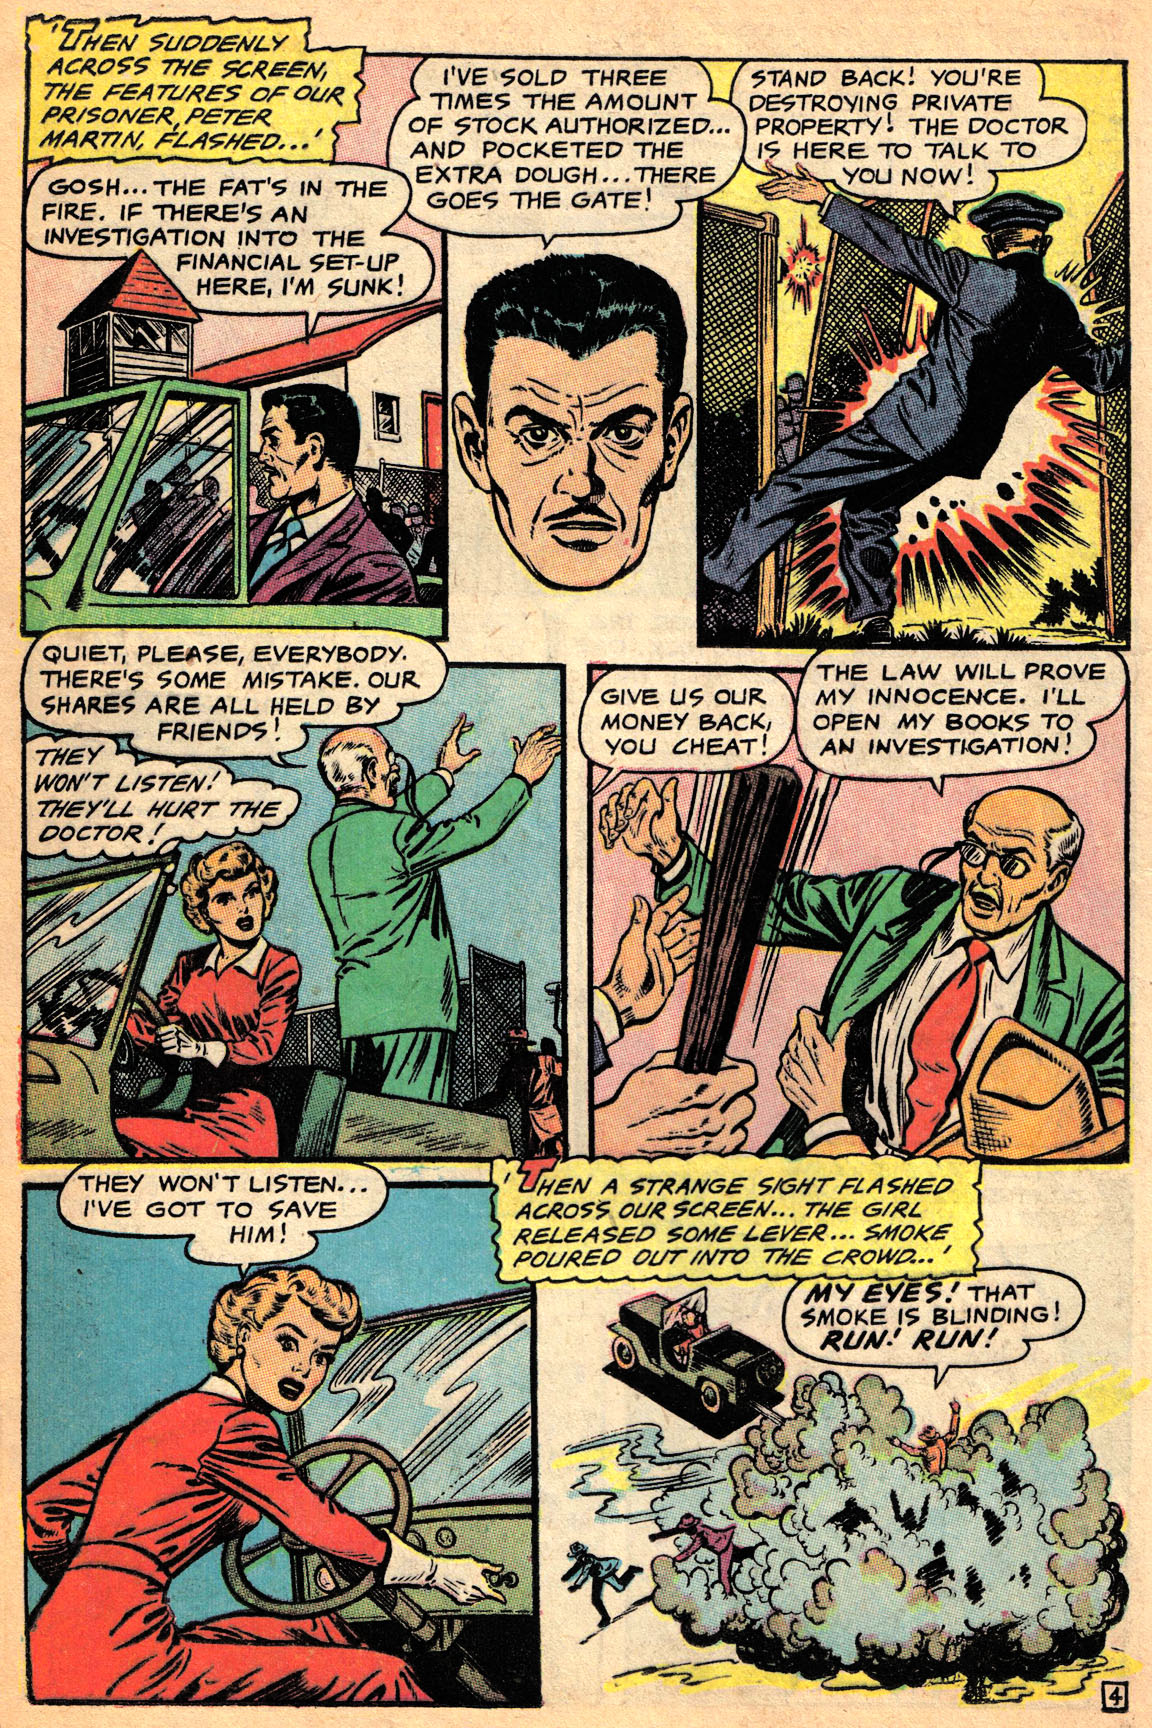 'THEN SUDDENLY
ACROSS THE SCREEN,
THE FEATURES OF OUR
PRISONER, PETER
MARTIN, FLASHED...'
GOSH...THE FAT'S IN THE
FIRE. IF THERE'S AN
INVESTIGATION INTO THE
FINANCIAL SET-UP
HERE, I'M SUNK!
I'VE SOLD THREE
TIMES THE AMOUNT
OF STOCK AUTHORIZED...
AND POCKETED THE
EXTRA DOUGH...THERE
GOES THE GATE!
STAND BACK! YOU'RE
DESTROYING PRIVATE
PROPERTY! THE DOCTOR
IS HERE TO TALK TO
YOU NOW!
QUIET, PLEASE, EVERYBODY.
THERE'S SOME MISTAKE. OUR
SHARES ARE ALL HELD BY
FRIENDS!
THEY
WON'T LISTEN!
THEY'LL HURT THE
DOCTOR!
GIVE US OUR
MONEY BACK,
YOU CHEAT!
THE LAW WILL PROVE
MY INNOCENCE. I'LL
OPEN MY BOOKS TO
AN INVESTIGATION!
THEY WON'T LISTEN...
I'VE GOT TO SAVE
HIM!
'THEN A STRANGE SIGHT FLASHED
ACROSS OUR SCREEN... THE GIRL
RELEASED SOME LEVER... SMOKE
POURED OUT INTO THE CROWD...'
MY EYES! THAT
SMOKE IS BLINDING!
RUN! RUN!
4